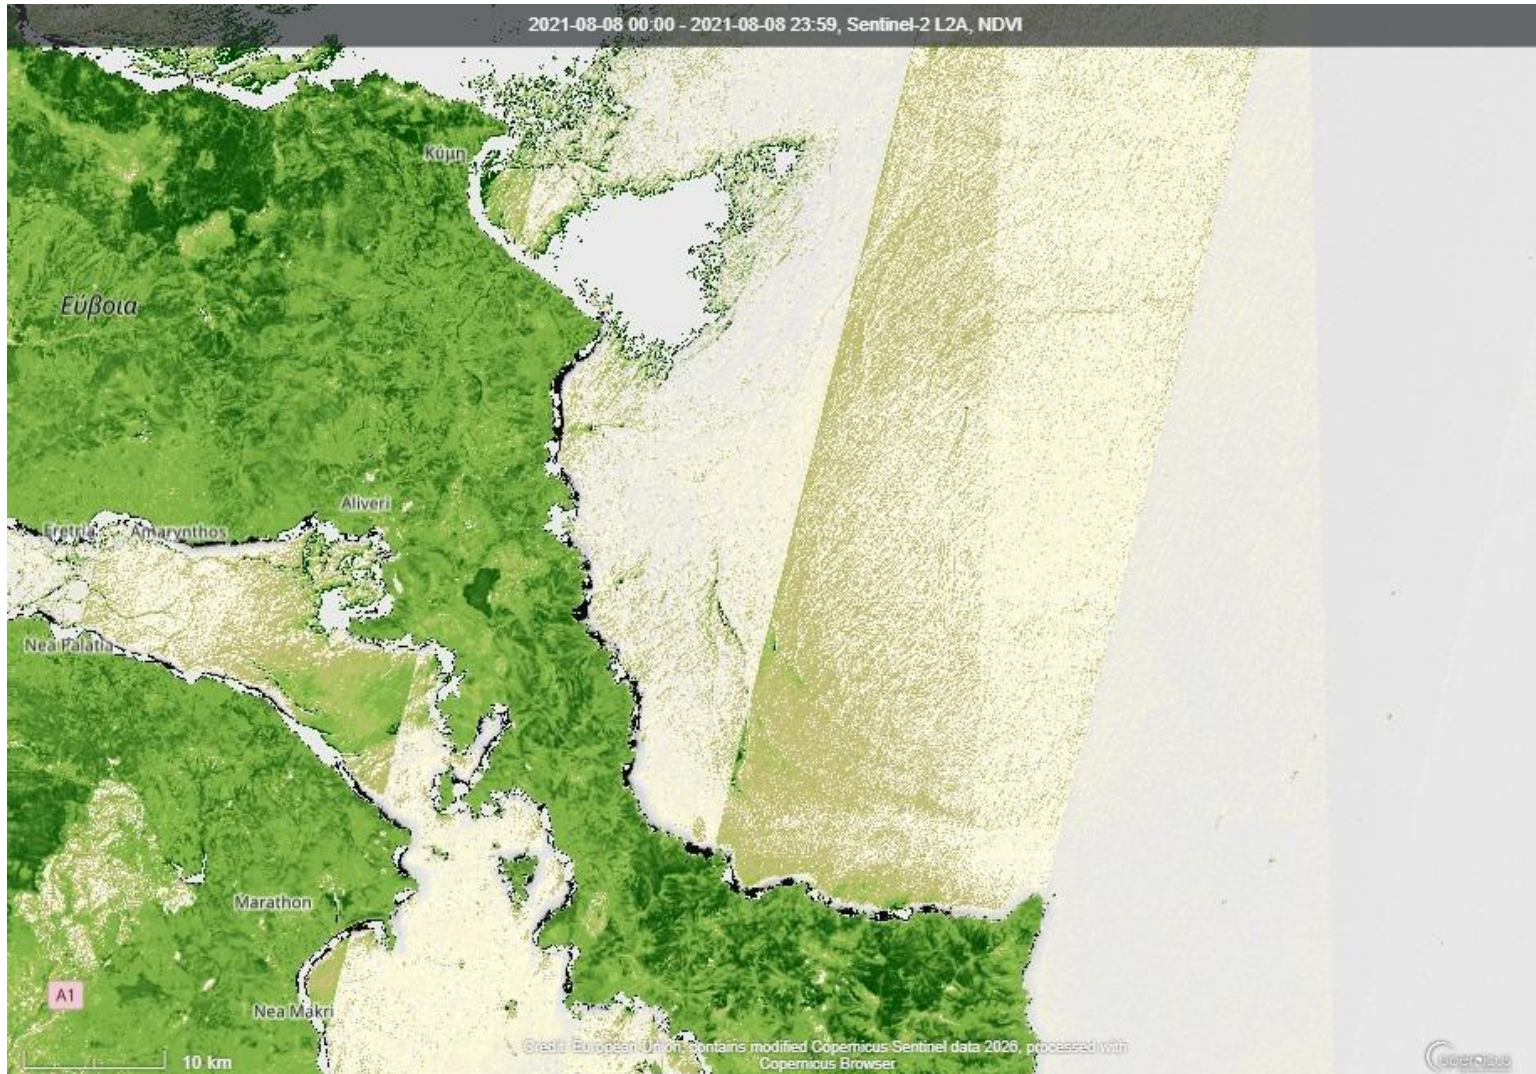 2021-08-08 00:00 - 2021-08-08 23:59, Sentinel-2 L2A, NDVI
Κύμη
Εύβοια
Aliveri
Eretria
Amarynthos
Nea Palatia
Marathon
A1
Nea Makri
10 km
Credit: European Union, contains modified Copernicus Sentinel data 2026, processed with
Copernicus Browser
opernicus